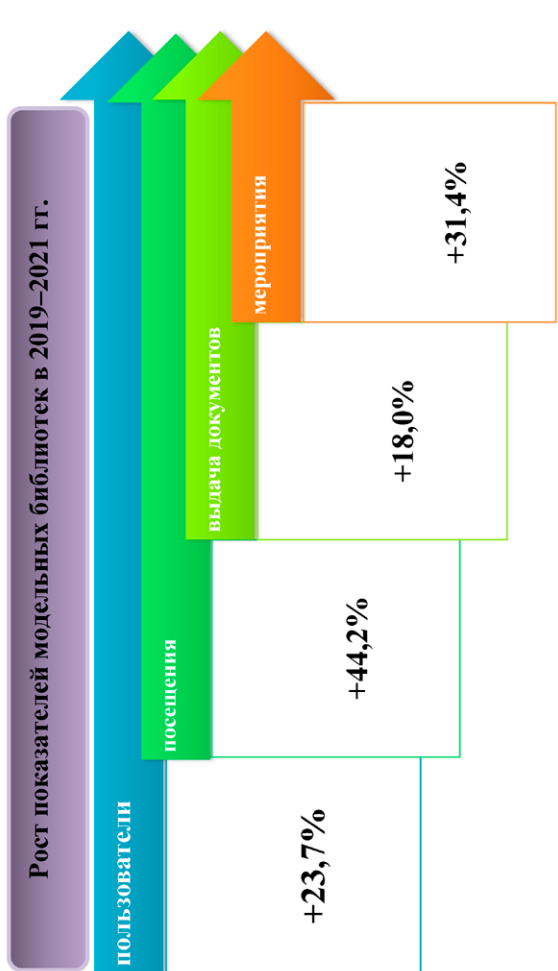 Рост показателей модельных библиотек в 2019–2021 гг.
пользователи
+23,7%
посещения
+44,2%
выдача документов
+18,0%
мероприятия
+31,4%